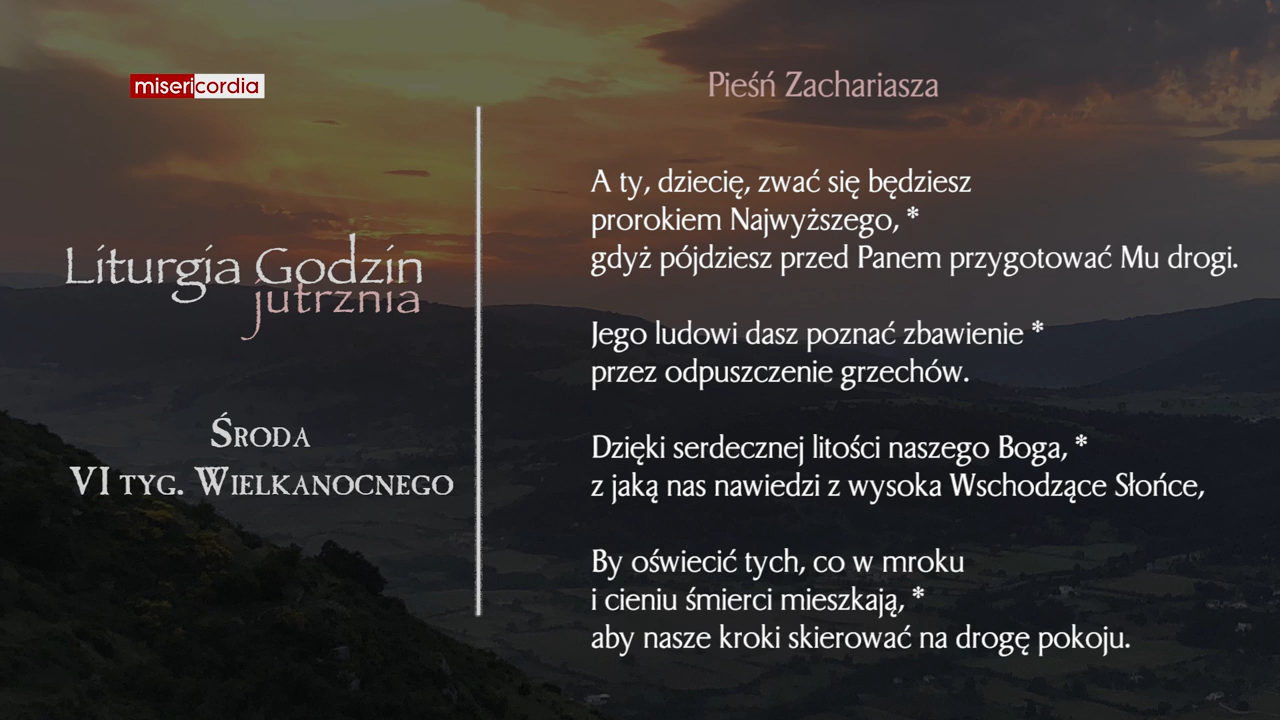 misericordia
Liturgia Godzin
jutrznia
Środa
VI tyg. Wielkanocnego
Pieśń Zachariasza
A ty, dziecię, zwać się będziesz
prorokiem Najwyższego, *
gdyż pójdziesz przed Panem przygotować Mu drogi.
Jego ludowi dasz poznać zbawienie *
przez odpuszczenie grzechów.
Dzięki serdecznej litości naszego Boga, *
z jaką nas nawiedzi z wysoka Wschodzące Słońce,
By oświecić tych, co w mroku
i cieniu śmierci mieszkają, *
aby nasze kroki skierować na drogę pokoju.